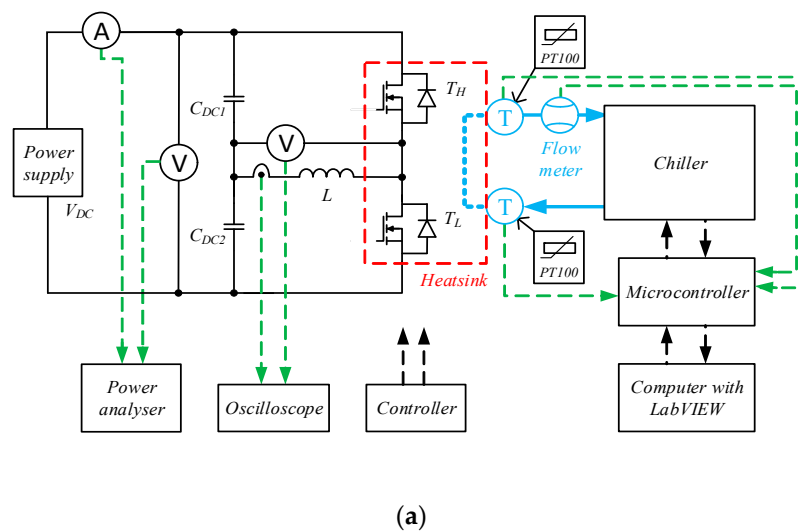 A
PT100
C_DC1
T_H
V
T
Flow
meter
Chiller
Power
supply
V
V_DC
L
C_DC2
T_L
T
Heatsink
PT100
Microcontroller
Power
analyser
Oscilloscope
Controller
Computer with
LabVIEW
(a)